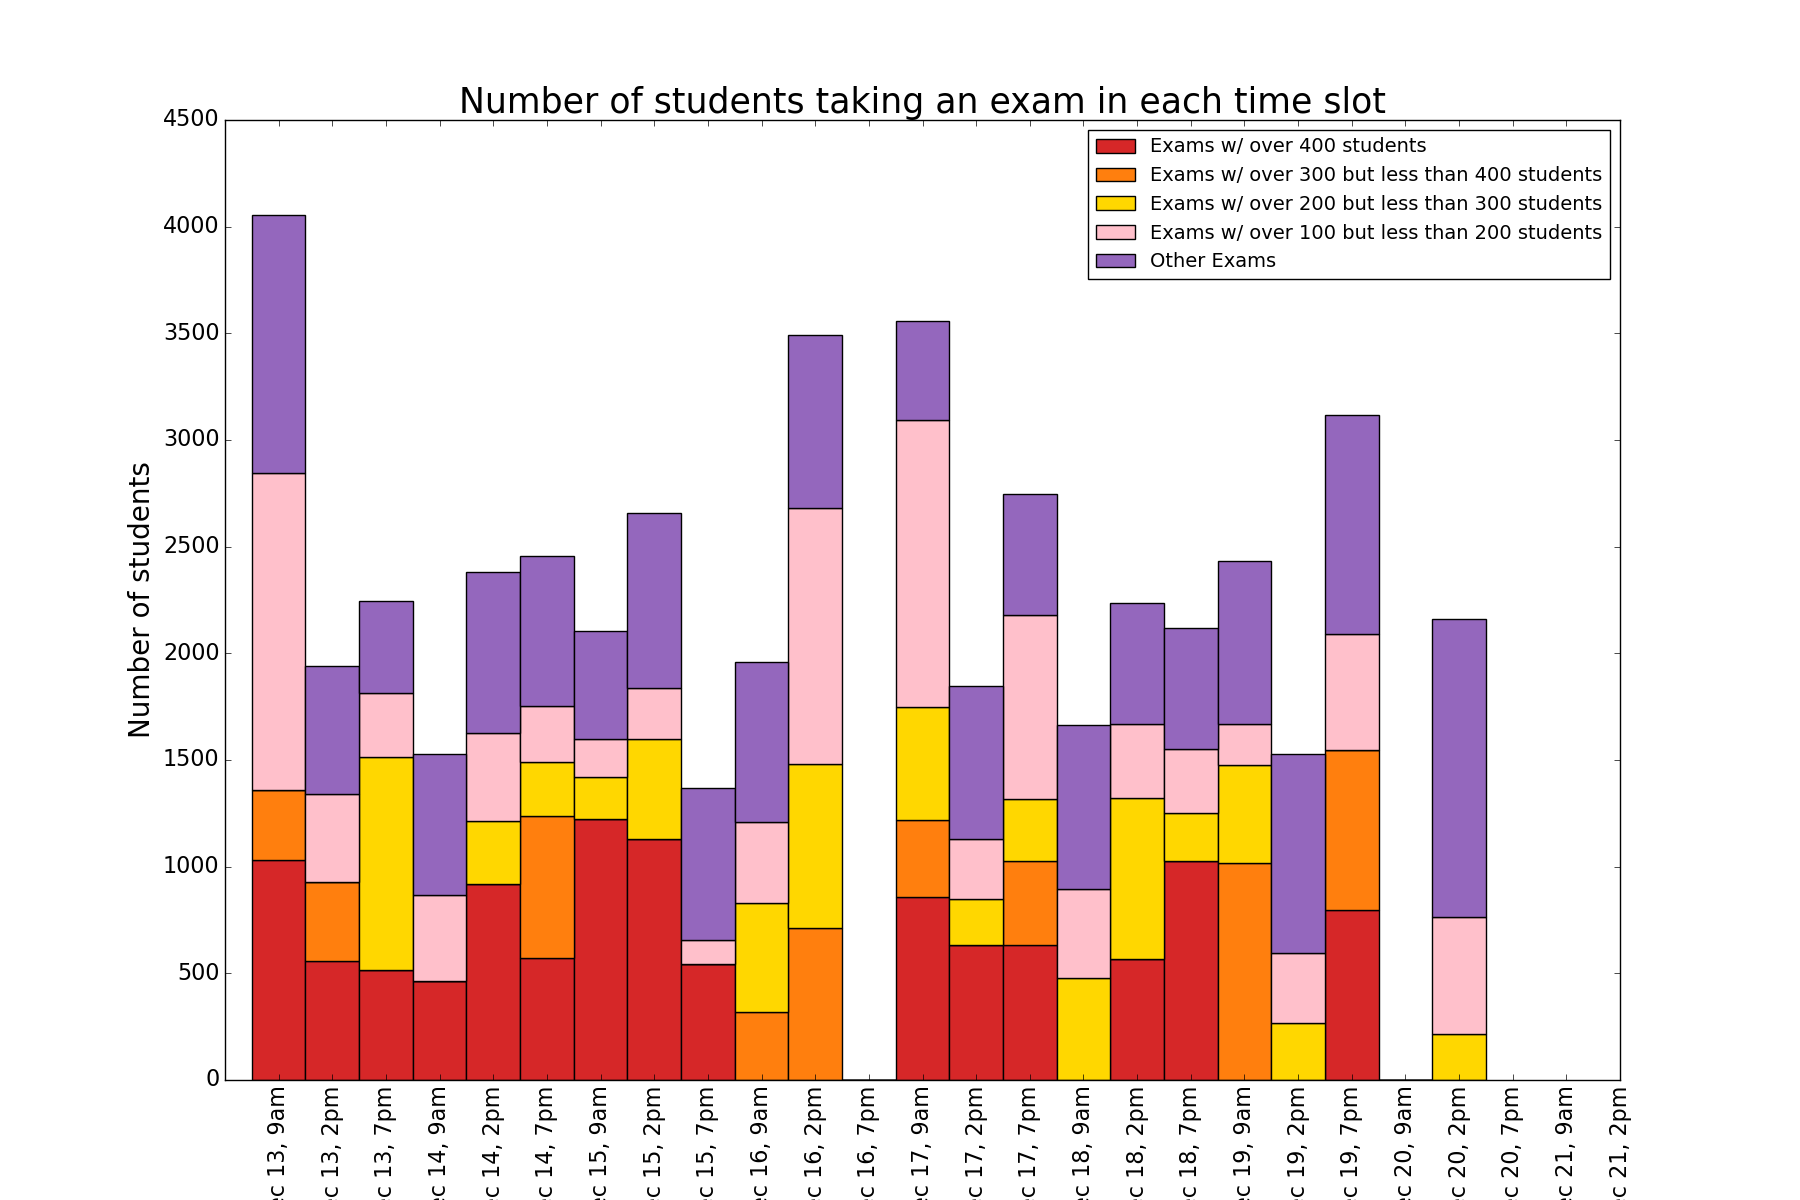 Number of students taking an exam in each time slot
Exams w/ over 400 students
Exams w/ over 300 but less than 400 students
Exams w/ over 200 but less than 300 students
Exams w/ over 100 but less than 200 students
Other Exams
Number of students
4500
4000
3500
3000
2500
2000
1500
1000
500
0
13, 9am
13, 2pm
13, 7pm
14, 9am
14, 2pm
14, 7pm
15, 9am
15, 2pm
15, 7pm
16, 9am
16, 2pm
16, 7pm
17, 9am
17, 2pm
17, 7pm
18, 9am
18, 2pm
18, 7pm
19, 9am
19, 2pm
19, 7pm
20, 9am
20, 2pm
20, 7pm
21, 9am
21, 2pm